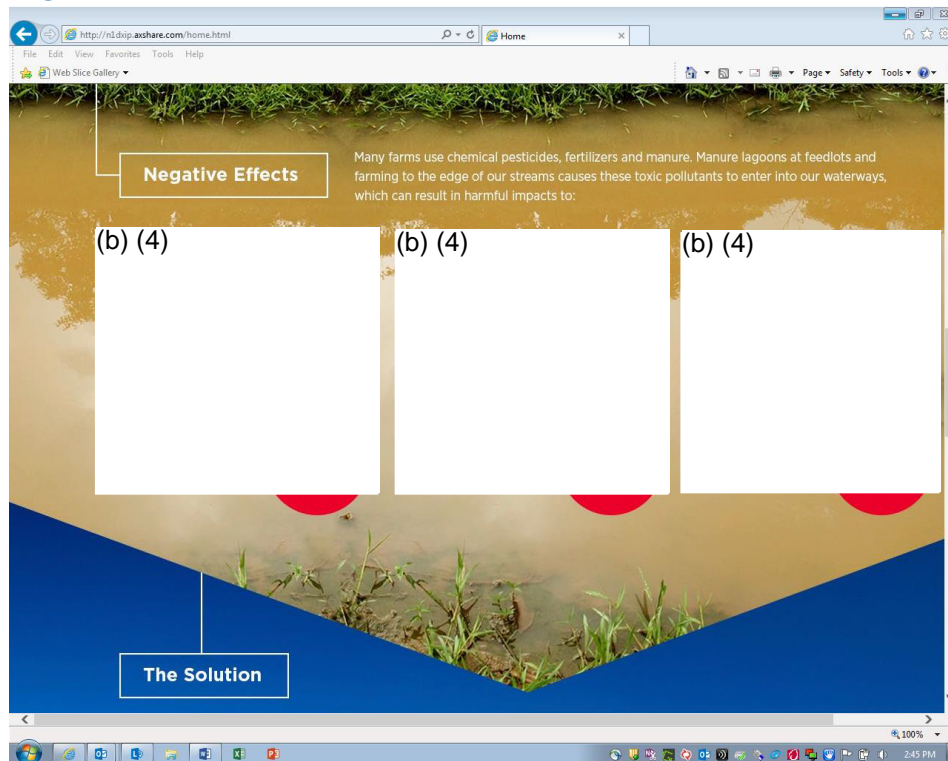 http://n1dxip.axshare.com/home.html
Home
File Edit View Favorites Tools Help
Web Slice Gallery
Page Safety Tools
Negative Effects
Many farms use chemical pesticides, fertilizers and manure. Manure lagoons at feedlots and
farming to the edge of our streams causes these toxic pollutants to enter into our waterways,
which can result in harmful impacts to:
(b) (4)
(b) (4)
(b) (4)
The Solution
100%
2:45 PM